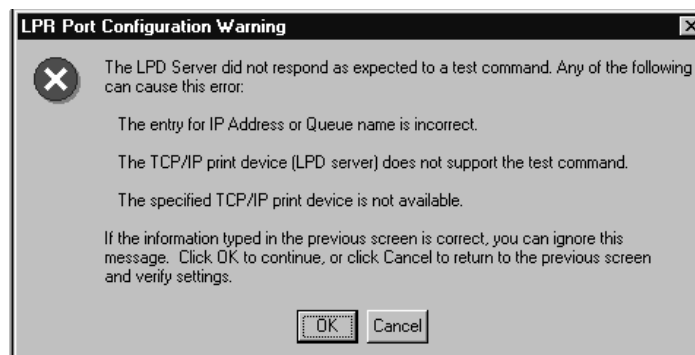 LPR Port Configuration Warning
The LPD Server did not respond as expected to a test command. Any of the following
can cause this error:
The entry for IP Address or Queue name is incorrect.
The TCP/IP print device (LPD server) does not support the test command.
The specified TCP/IP print device is not available.
If the information typed in the previous screen is correct, you can ignore this
message. Click OK to continue, or click Cancel to return to the previous screen
and verify settings.
OK Cancel